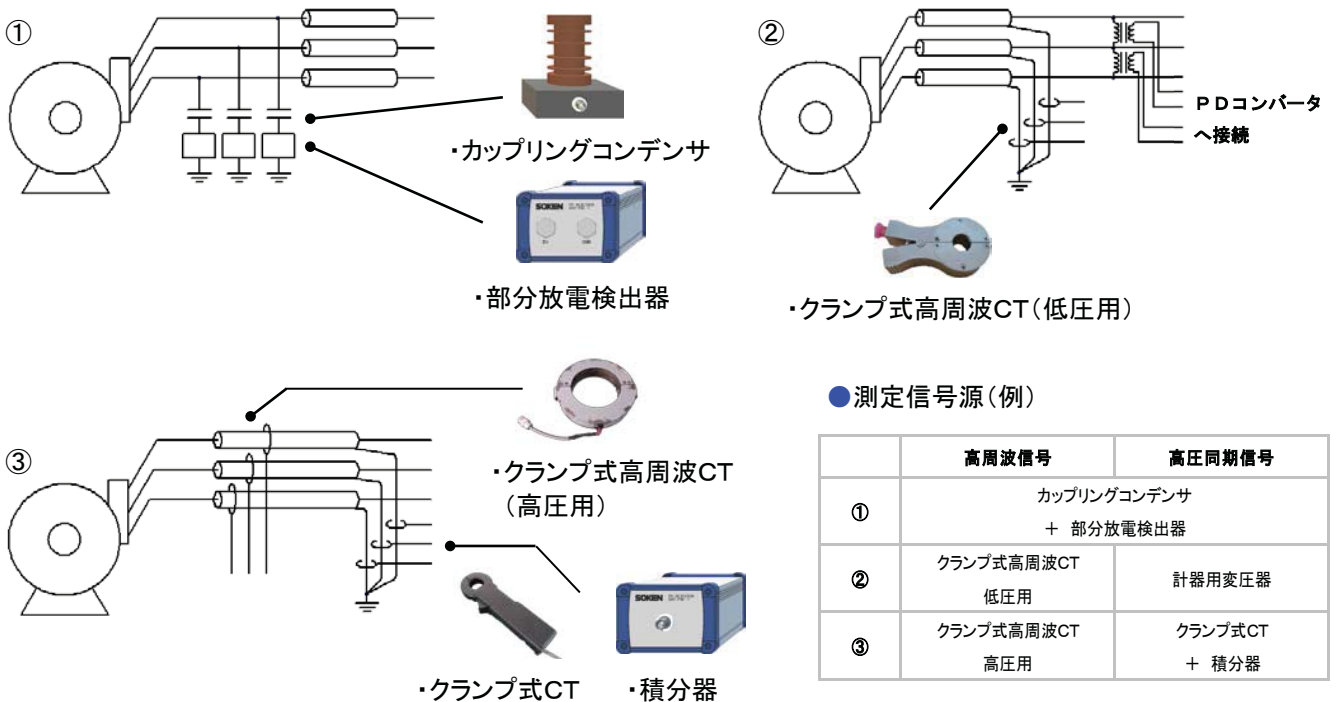 ①
・カップリングコンデンサ
SOKEN
・部分放電検出器
②
PDコンバータ
へ接続
・クランプ式高周波CT(低圧用)
③
・クランプ式高周波CT
(高圧用)
SOKEN
・クランプ式CT
・積分器
●測定信号源(例)
高周波信号 高圧同期信号
① カップリングコンデンサ
+ 部分放電検出器
② クランプ式高周波CT 計器用変圧器
低圧用
③ クランプ式高周波CT クランプ式CT
高圧用 + 積分器